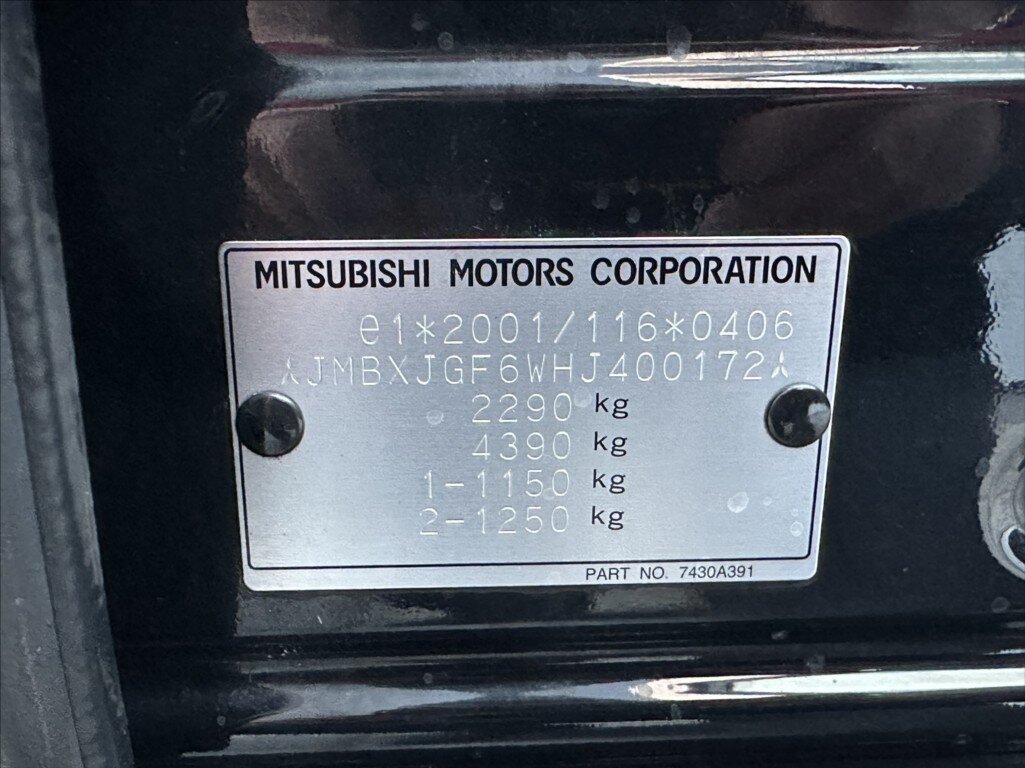 MITSUBISHI MOTORS CORPORATION
e1*2001/116*0406
JMBXJGF6WHJ400172
2290 kg
4390 kg
1-1150 kg
2-1250 kg
PART NO. 7430A391